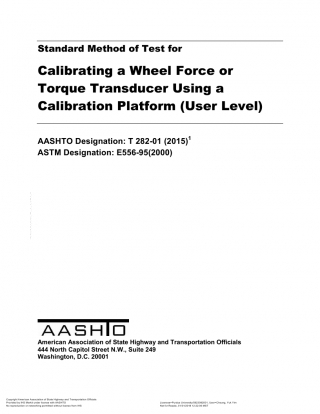 Standard Method of Test for
Calibrating a Wheel Force or
Torque Transducer Using a
Calibration Platform (User Level)
AASHTO Designation: T 282-01 (2015)¹
ASTM Designation: E556-95(2000)
AASHTO
American Association of State Highway and Transportation Officials
444 North Capitol Street N.W., Suite 249
Washington, D.C. 20001